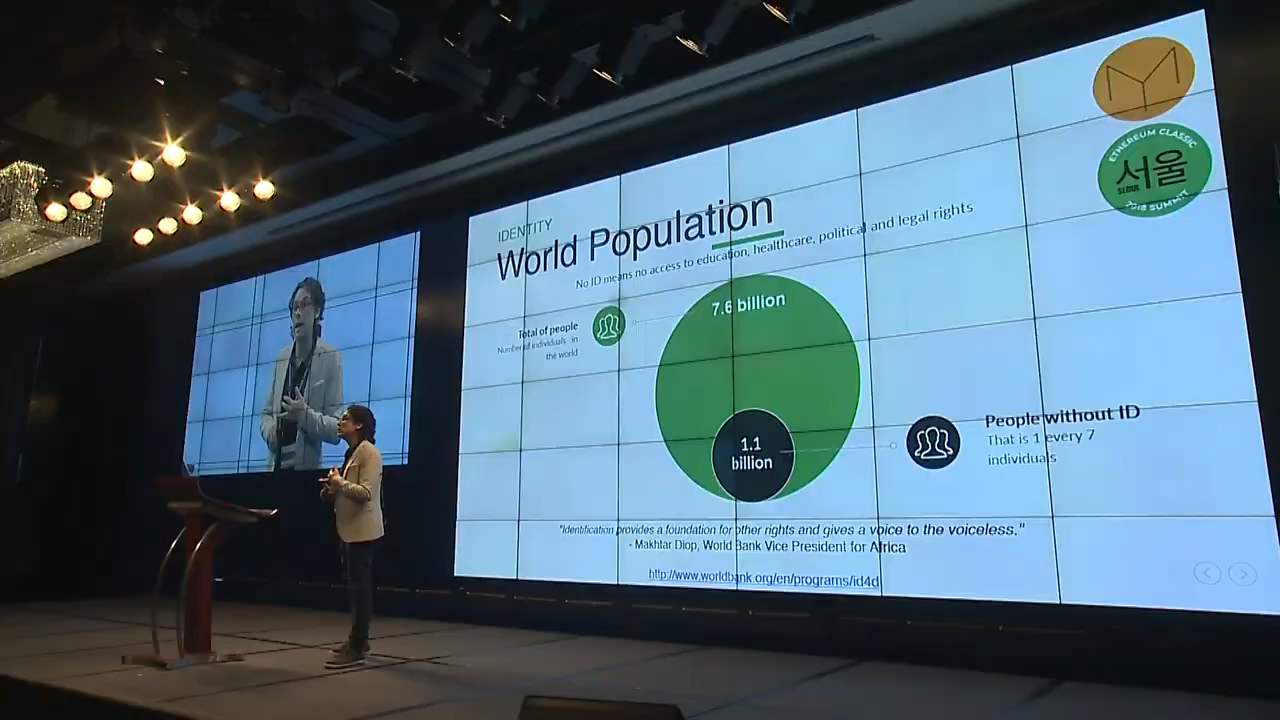 ETHEREUM CLASSIC
서울
SEOUL
2018 SUMMIT
IDENTITY
World Population
No ID means no access to education, healthcare, political and legal rights
7.6 billion
Total of people
Number of individuals in
the world
1.1
billion
People without ID
That is 1 every 7
individuals
"Identification provides a foundation for other rights and gives a voice to the voiceless."
- Makhtar Diop, World Bank Vice President for Africa
http://www.worldbank.org/en/programs/id4d